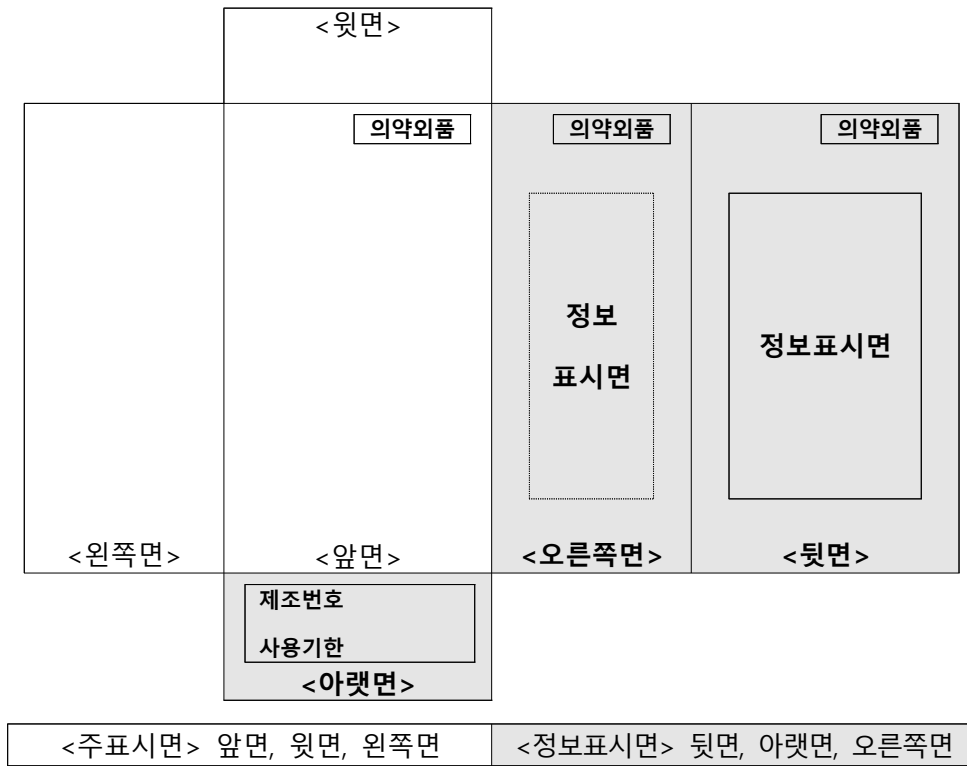 <윗면>
의약외품
의약외품
의약외품
정보
표시면
정보표시면
<왼쪽면>
<앞면>
<오른쪽면>
<뒷면>
제조번호
사용기한
<아랫면>
<주표시면> 앞면, 윗면, 왼쪽면
<정보표시면> 뒷면, 아랫면, 오른쪽면